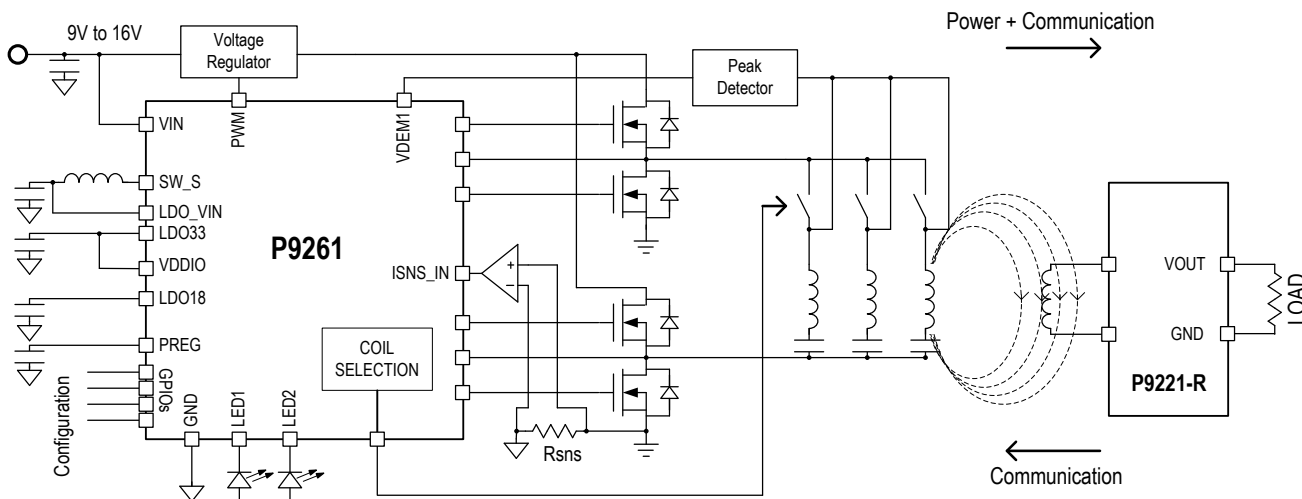 Power + Communication
9V to 16V
Voltage
Regulator
Peak
Detector
VIN
PWM
VDEM1
SW_S
LDO_VIN
LDO33
P9261
VDDIO
ISNS_IN
+
−
LDO18
PREG
COIL
SELECTION
GPIOs
Configuration
GND
LED1
LED2
Rsns
VOUT
GND
LOAD
P9221-R
Communication